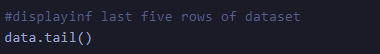 #displayinf last five rows of dataset
data.tail()